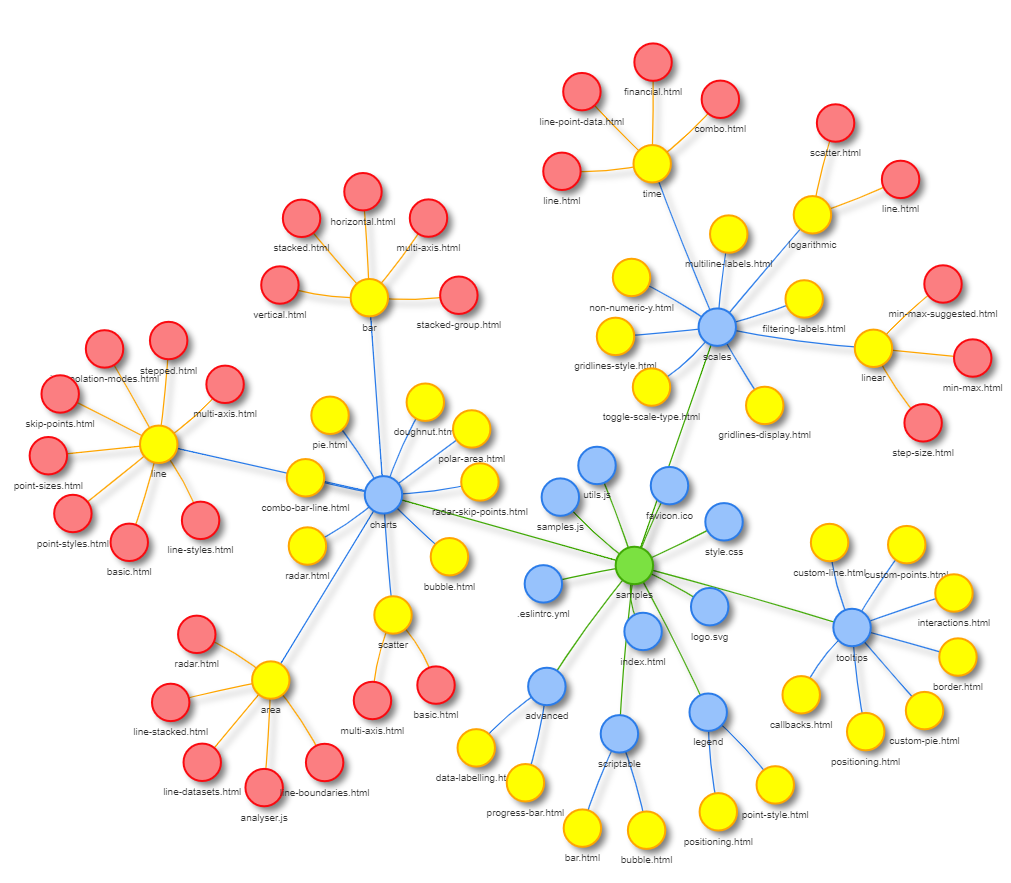 financial.html
line-point-data.html
combo.html
scatter.html
line.html
time
line.html
horizontal.html
stacked.html
multi-axis.html
logarithmic
multiline-labels.html
non-numeric-y.html
vertical.html
bar
stacked-group.html
min-max-suggested.html
filtering-labels.html
scales
gridlines-style.html
stepped.html
olation-modes.html
linear
min-max.html
multi-axis.html
toggle-scale-type.html
skip-points.html
doughnut.htm
gridlines-display.html
pie.html
polar-area.html
step-size.html
line
point-sizes.html
utils.js
combo-bar-line.html
radar-skip-points.html
favicon.ico
charts
samples.js
point-styles.html
line-styles.html
style.css
basic.html
radar.html
bubble.html
custom-line.html
custom-points.html
samples
.eslintrc.yml
interactions.html
logo.svg
scatter
index.html
tooltips
radar.html
border.html
area
basic.html
advanced
callbacks.html
line-stacked.html
multi-axis.html
legend
custom-pie.html
scriptable
positioning.html
data-labelling.ht
line-datasets.html
ne-boundaries.html
progress-bar.html
point-style.html
analyser.js
positioning.html
bar.html
bubble.html